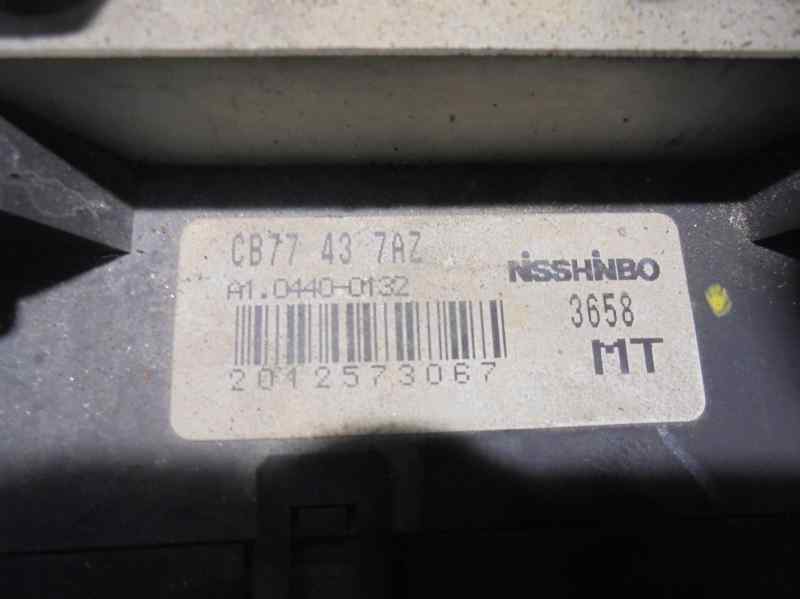 CB77 43 7AZ
NISSHINBO
A1.0440-0132
3658
2012573067
MT